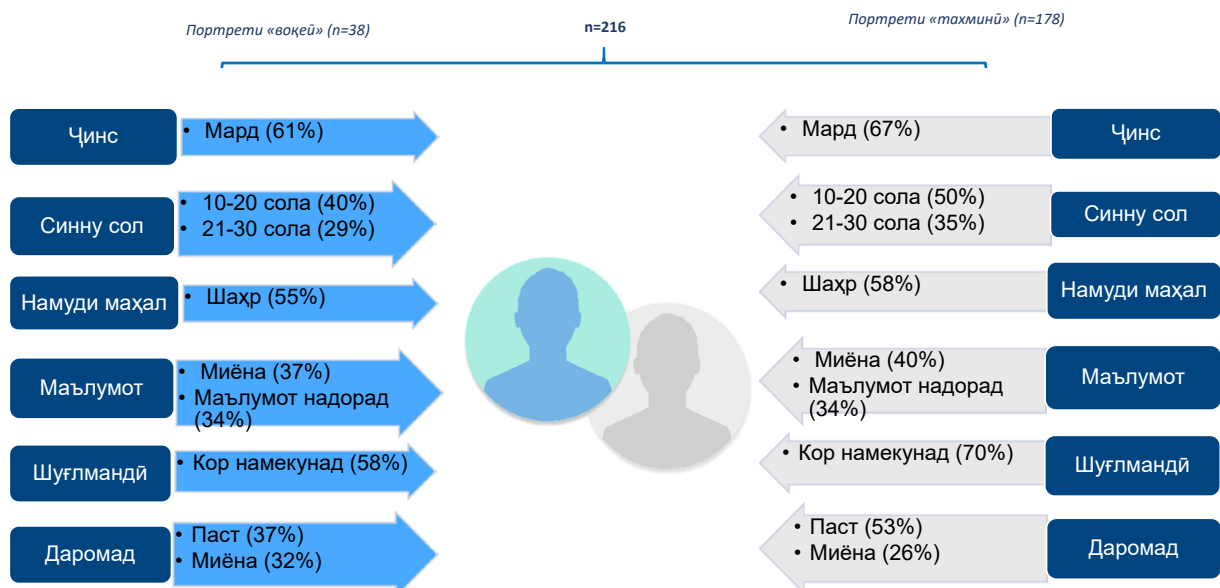 Портрети «воқеӣ» (n=38)
n=216
Портрети «тахминӣ» (n=178)
Ҷинс
• Мард (61%)
• Мард (67%)
Ҷинс
Синну сол
• 10-20 сола (40%)
• 21-30 сола (29%)
• 10-20 сола (50%)
• 21-30 сола (35%)
Синну сол
Намуди маҳал
• Шаҳр (55%)
• Шаҳр (58%)
Намуди маҳал
Маълумот
• Миёна (37%)
• Маълумот надорад
(34%)
• Миёна (40%)
• Маълумот надорад
(34%)
Маълумот
Шуғлмандӣ
• Кор намекунад (58%)
• Кор намекунад (70%)
Шуғлмандӣ
Даромад
• Паст (37%)
• Миёна (32%)
• Паст (53%)
• Миёна (26%)
Даромад